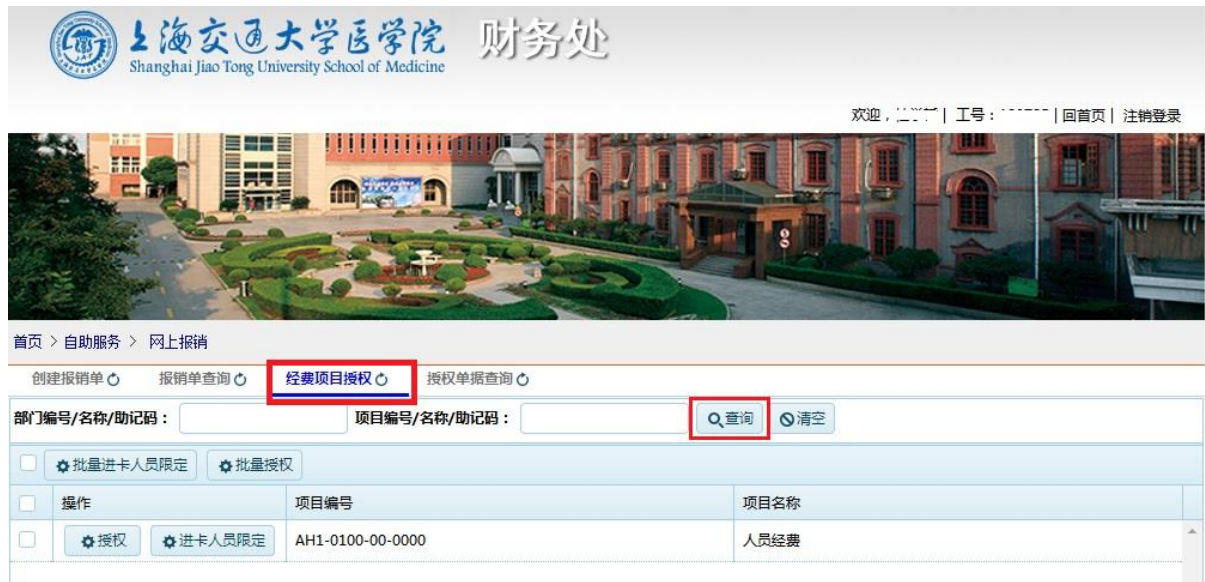 上海交通大学医学院 财务处
Shanghai Jiao Tong University School of Medicine
欢迎, | 工号: | 回首页 | 注销登录
首页 > 自助服务 > 网上报销
创建报销单 报销单查询 经费项目授权 授权单据查询
部门编号/名称/助记码: 项目编号/名称/助记码: 查询 清空
批量进卡人员限定 批量授权
操作 项目编号 项目名称
授权 进卡人员限定 AH1-0100-00-0000 人员经费